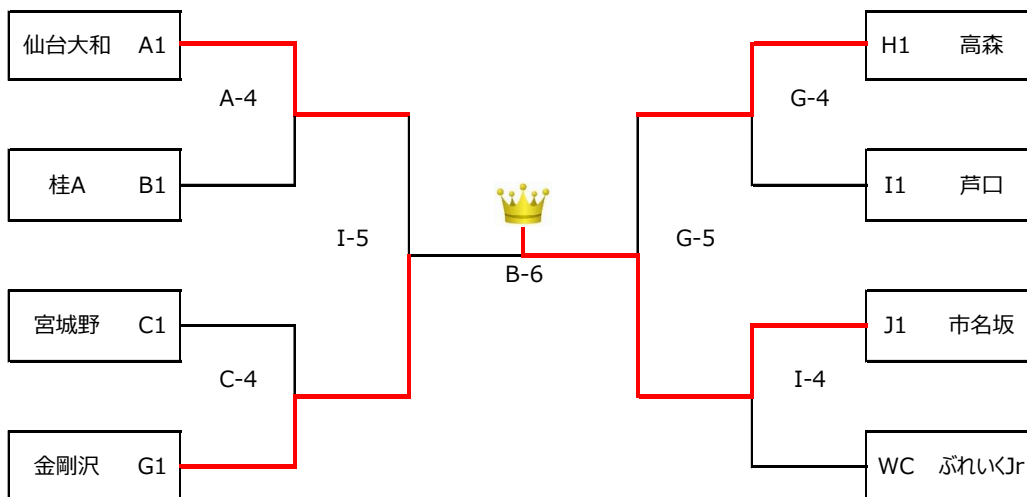 仙台大和 A1
A-4
桂A B1
I-5
宮城野 C1
C-4
金剛沢 G1
B-6
H1 高森
G-4
I1 芦口
G-5
J1 市名坂
I-4
WC ぶれいくJr